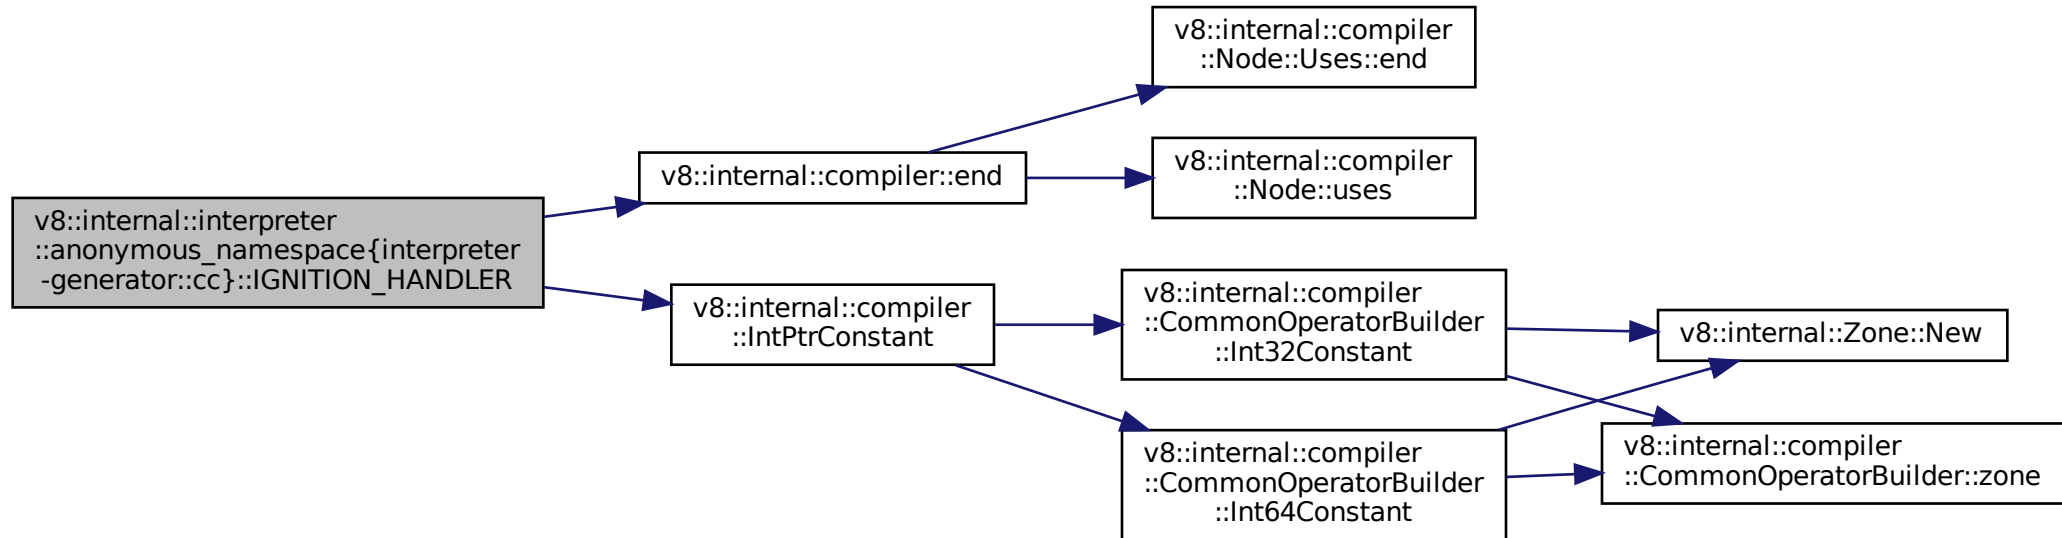 v8::internal::compiler
::Node::Uses::end
v8::internal::compiler
::Node::uses
v8::internal::compiler::end
v8::internal::interpreter
::anonymous_namespace{interpreter
-generator::cc}::IGNITION_HANDLER
v8::internal::compiler
::IntPtrConstant
v8::internal::compiler
::CommonOperatorBuilder
::Int32Constant
v8::internal::Zone::New
v8::internal::compiler
::CommonOperatorBuilder::zone
v8::internal::compiler
::CommonOperatorBuilder
::Int64Constant